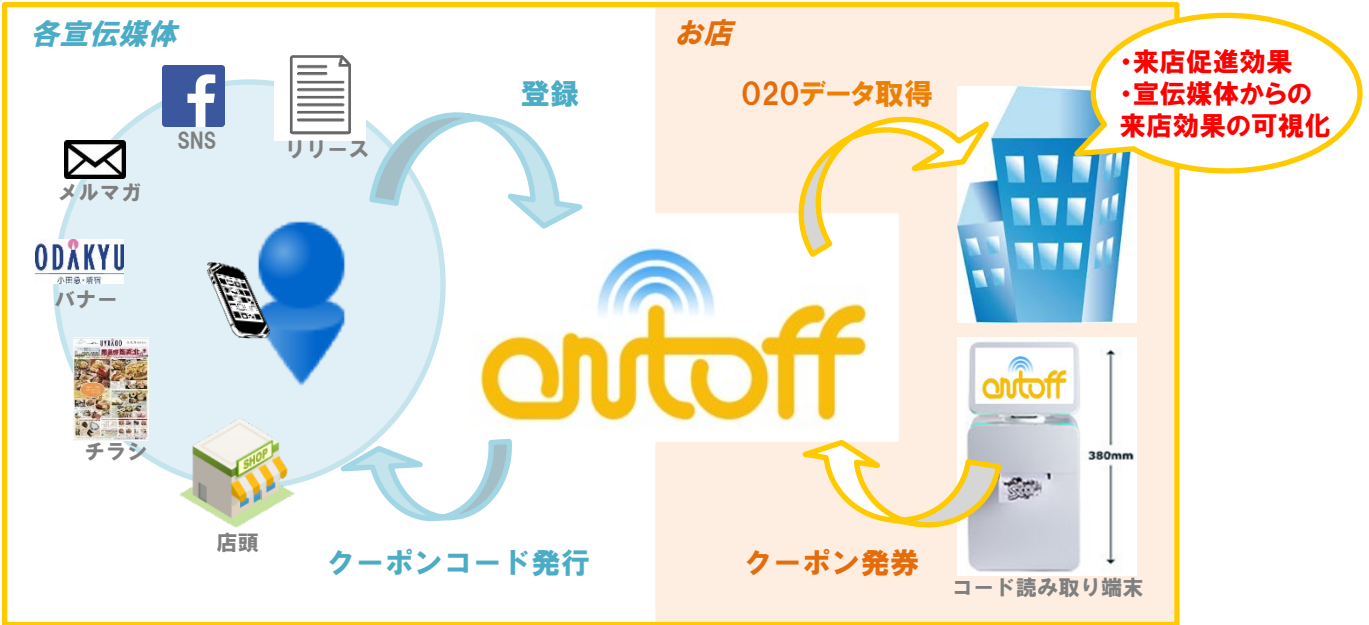 各宣伝媒体
お店
・来店促進効果
・宣伝媒体からの
来店効果の可視化
SNS
リリース
登録
O2Oデータ取得
メルマガ
ODAKYU
小田急・新宿
バナー
チラシ
SHOP
店頭
ontoff
ontoff
380mm
クーポンコード発行
クーポン発券
コード読み取り端末